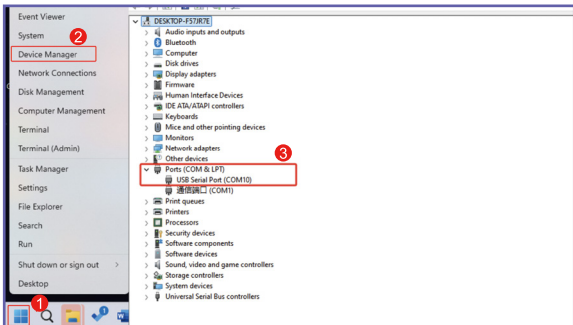 Event Viewer
System
2
Device Manager
Network Connections
Disk Management
Computer Management
Terminal
Terminal (Admin)
Task Manager
Settings
File Explorer
Search
Run
Shut down or sign out
Desktop
1
DESKTOP-F57JR7E
Audio inputs and outputs
Bluetooth
Computer
Disk drives
Display adapters
Firmware
Human Interface Devices
IDE ATA/ATAPI controllers
Keyboards
Mice and other pointing devices
Monitors
Network adapters
Other devices
3
Ports (COM & LPT)
USB Serial Port (COM10)
通信端口 (COM1)
Print queues
Printers
Processors
Security devices
Software components
Software devices
Sound, video and game controllers
Storage controllers
System devices
Universal Serial Bus controllers